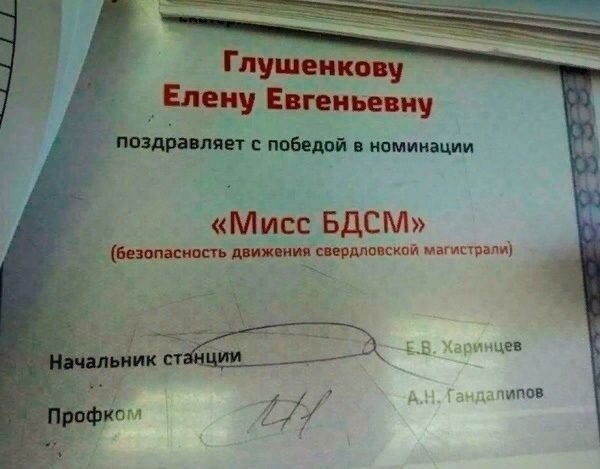 Глушенкову
Елену Евгеньевну
поздравляет с победой в номинации
«Мисс БДСМ»
(безопасность движения свердловской магистрали)
Начальник станции Е.В. Харинцев
Профком А.Н. Гандалипов